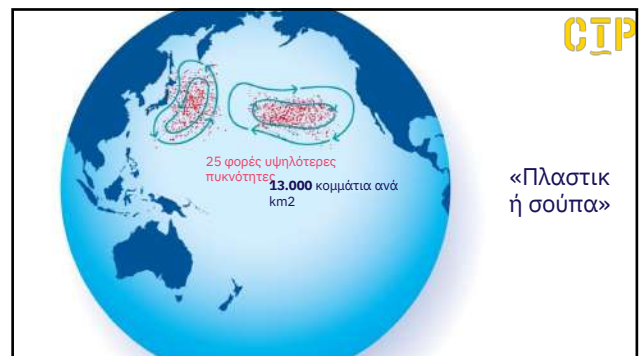 CTP
25 φορές υψηλότερες
πυκνότητες
13.000 κομμάτια ανά
km2
«Πλαστικ
ή σούπα»